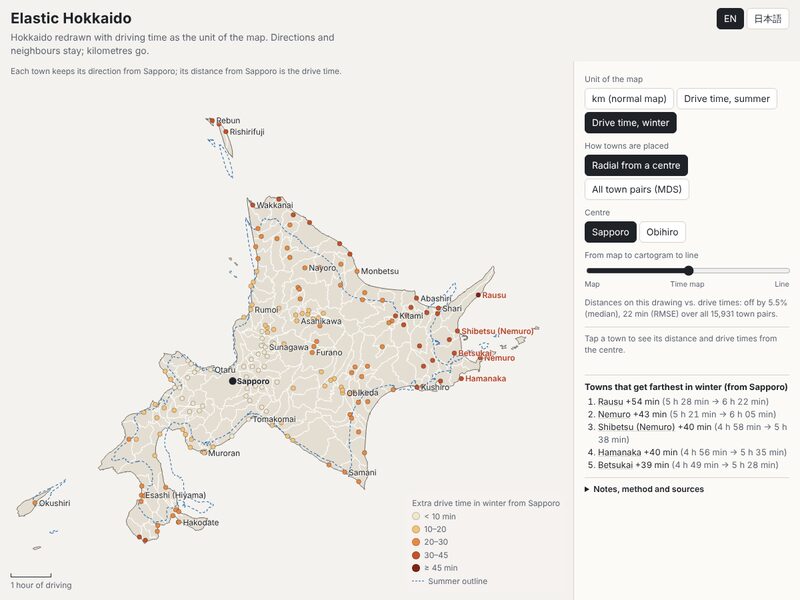 Elastic Hokkaido
EN
日本語
Hokkaido redrawn with driving time as the unit of the map. Directions and
neighbours stay; kilometres go.
Each town keeps its direction from Sapporo; its distance from Sapporo is the drive time.
Rebun
Rishirifuji
Wakkanai
Nayoro
Monbetsu
Rumoi
Asahikawa
Abashiri
Shari
Rausu
Kitami
Shibetsu (Nemuro)
Sunagawa
Furano
Betsukai
Nemuro
Otaru
Sapporo
Obikeda
Kushiro
Hamanaka
Tomakomai
Muroran
Samani
Esashi (Hiyama)
Okushiri
Hakodate
Extra drive time in winter from Sapporo
< 10 min
10–20
20–30
30–45
≥ 45 min
Summer outline
1 hour of driving
Unit of the map
km (normal map)
Drive time, summer
Drive time, winter
How towns are placed
Radial from a centre
All town pairs (MDS)
Centre
Sapporo
Obihiro
From map to cartogram to line
Map
Time map
Line
Distances on this drawing vs. drive times: off by 5.5%
(median), 22 min (RMSE) over all 15,931 town pairs.
Tap a town to see its distance and drive times from
the centre.
Towns that get farthest in winter (from Sapporo)
1. Rausu +54 min (5 h 28 min → 6 h 22 min)
2. Nemuro +43 min (5 h 21 min → 6 h 05 min)
3. Shibetsu (Nemuro) +40 min (4 h 58 min → 5 h
38 min)
4. Hamanaka +40 min (4 h 56 min → 5 h 35 min)
5. Betsukai +39 min (4 h 49 min → 5 h 28 min)
▶ Notes, method and sources